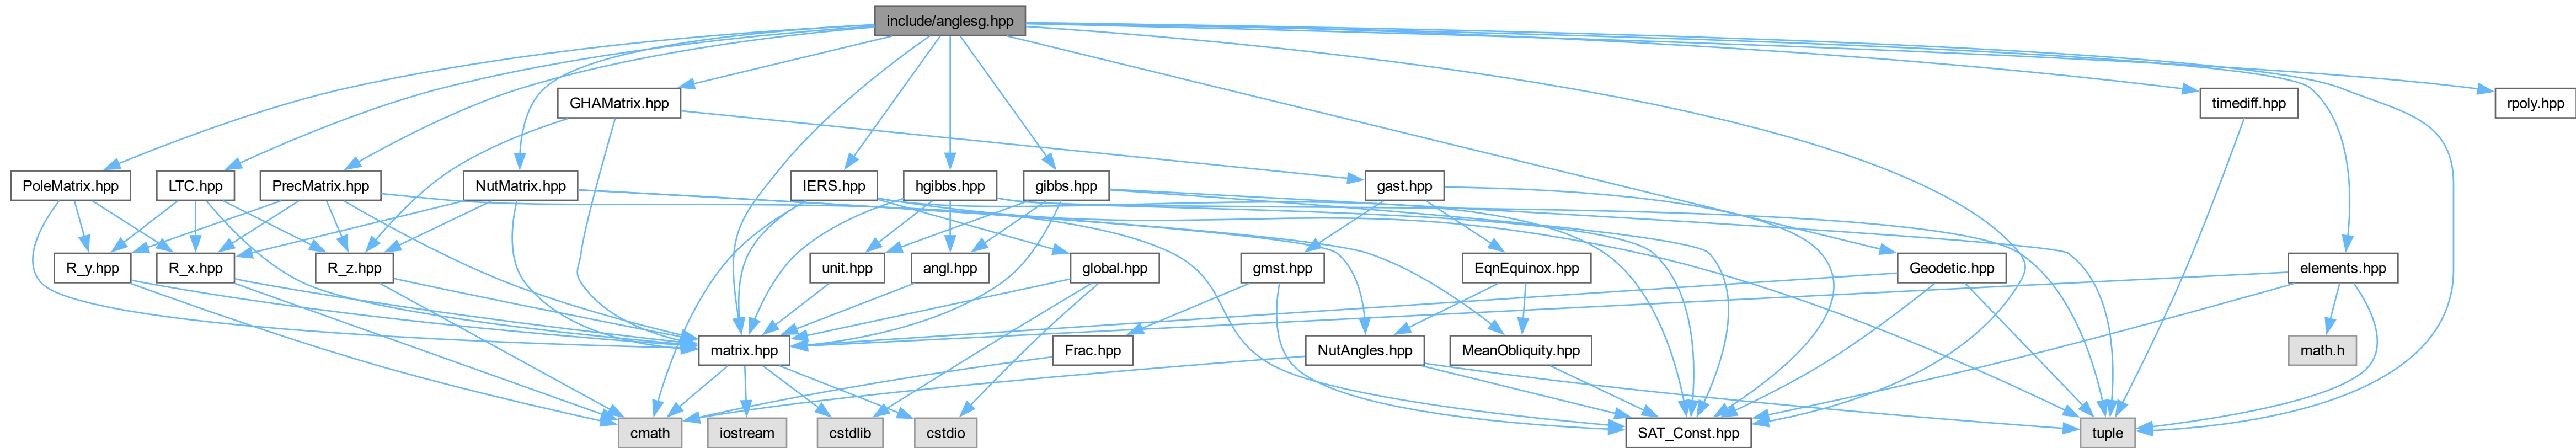 include/anglesg.hpp
GHAMatrix.hpp
timediff.hpp
rpoly.hpp
PoleMatrix.hpp
LTC.hpp
PrecMatrix.hpp
NutMatrix.hpp
IERS.hpp
hgibbs.hpp
gibbs.hpp
gast.hpp
R_y.hpp
R_x.hpp
R_z.hpp
unit.hpp
angl.hpp
global.hpp
gmst.hpp
EqnEquinox.hpp
Geodetic.hpp
elements.hpp
matrix.hpp
Frac.hpp
NutAngles.hpp
MeanObliquity.hpp
math.h
cmath
iostream
cstdlib
cstdio
SAT_Const.hpp
tuple